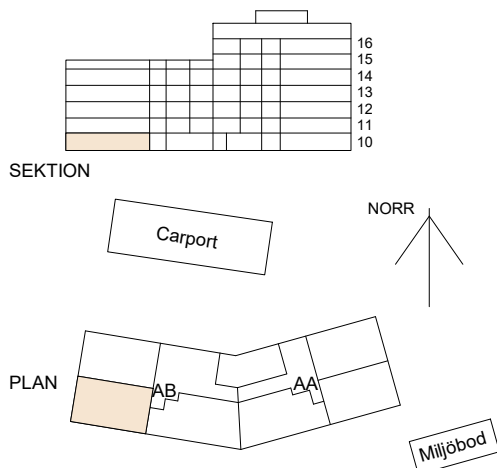 16
15
14
13
12
11
10
SEKTION
NORR
Carport
PLAN
AB
AA
Miljöbod